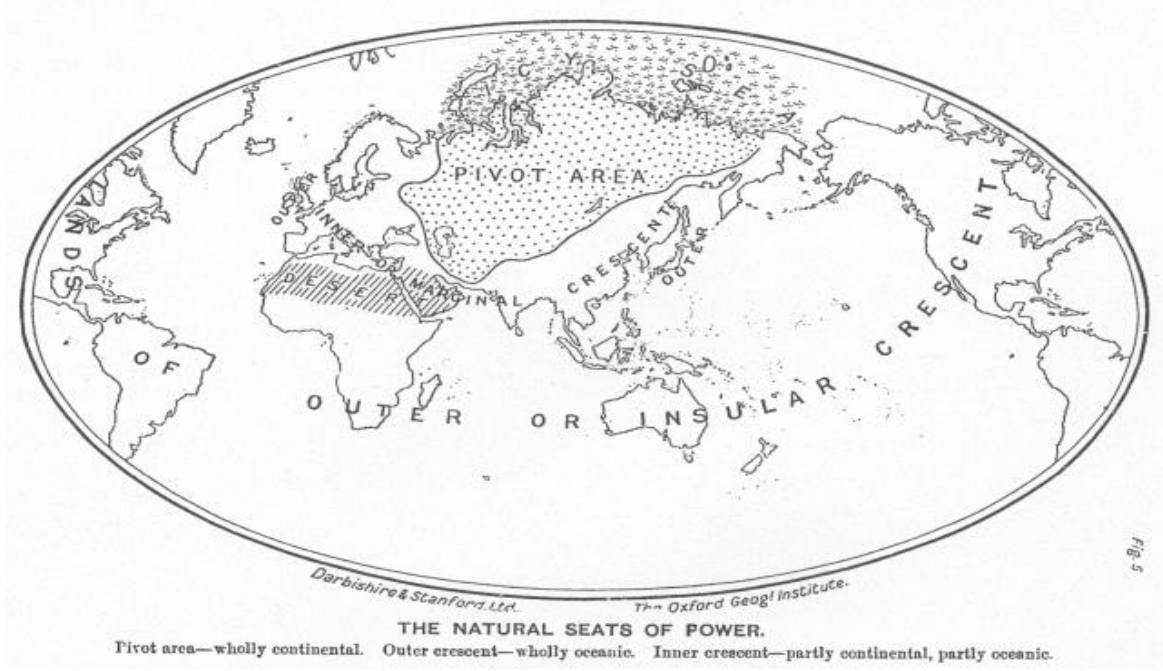 ICY SEA
PIVOT AREA
LANDS OF OUTER OR INSULAR CRESCENT
OUTER
INNER OR MARGINAL CRESCENT
OUTER
DESERT
Fig. 5
Darbishire & Stanford, Ltd.
The Oxford Geogl Institute.
THE NATURAL SEATS OF POWER.
Pivot area—wholly continental. Outer crescent—wholly oceanic. Inner crescent—partly continental, partly oceanic.